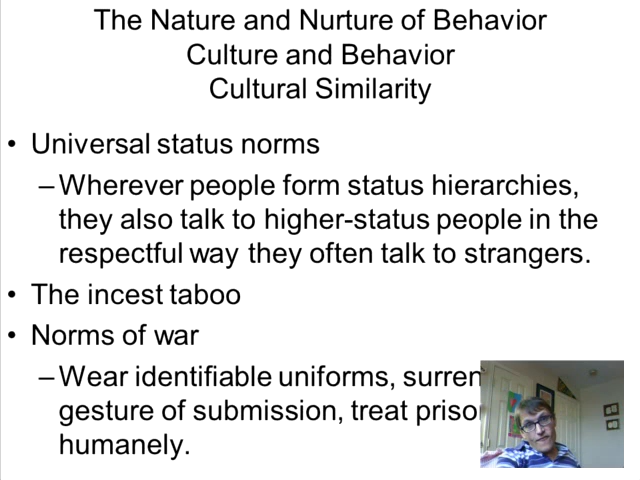 The Nature and Nurture of Behavior
Culture and Behavior
Cultural Similarity
• Universal status norms
–Wherever people form status hierarchies,
they also talk to higher-status people in the
respectful way they often talk to strangers.
• The incest taboo
• Norms of war
–Wear identifiable uniforms,
gesture of submission, treat
humanely.